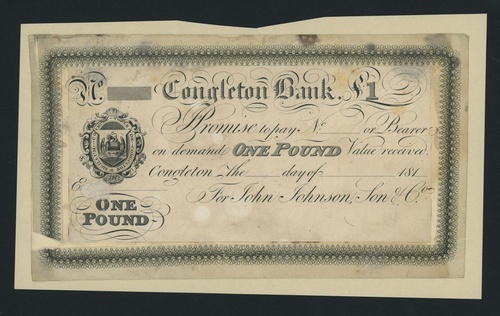 No Congleton Bank. £1
I Promise to pay No. or Bearer
on demand ONE POUND Value received.
Congleton The day of 181
For John Johnson, Son & Co.
ONE
POUND